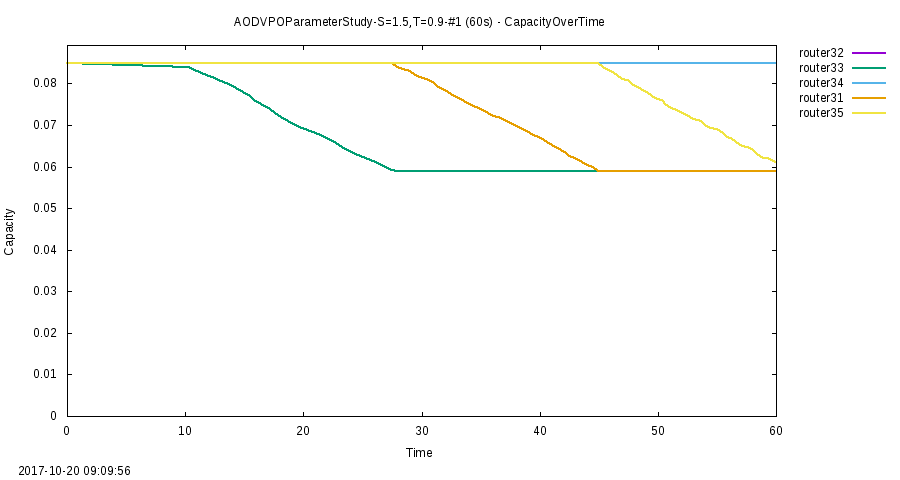 AODVPOParameterStudy-S=1.5,T=0.9-#1 (60s) - CapacityOverTime
router32
router33
router34
router31
router35
0.08
0.07
0.06
0.05
0.04
0.03
0.02
0.01
0
Capacity
0 10 20 30 40 50 60
Time
2017-10-20 09:09:56